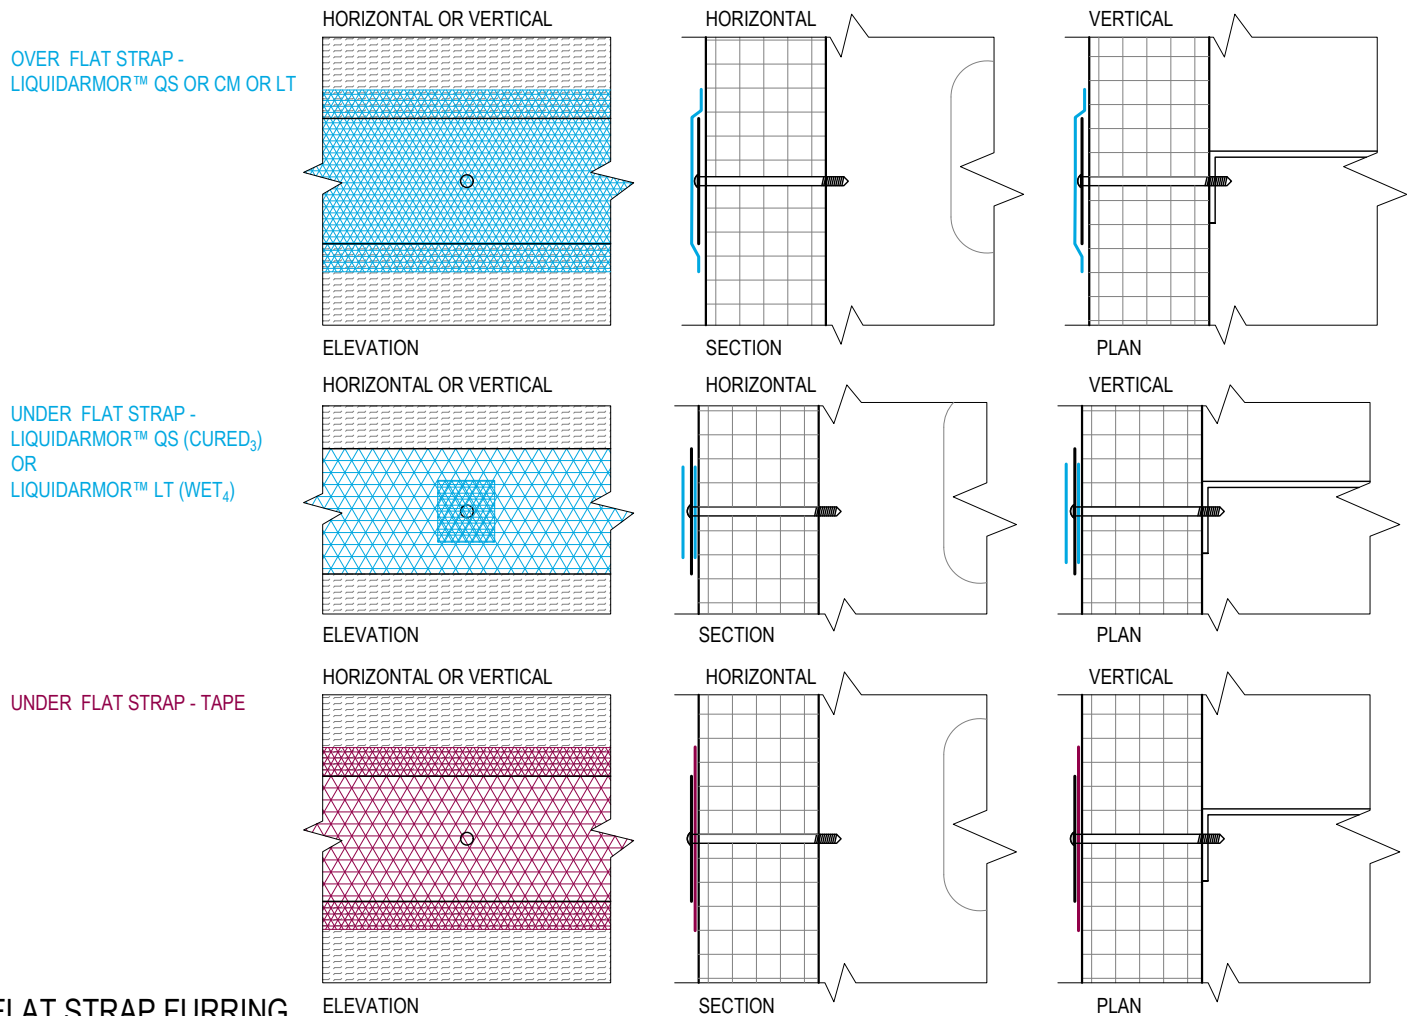 HORIZONTAL OR VERTICAL
HORIZONTAL
VERTICAL
OVER FLAT STRAP -
LIQUIDARMOR™ QS OR CM OR LT
ELEVATION
SECTION
PLAN
HORIZONTAL OR VERTICAL
HORIZONTAL
VERTICAL
UNDER FLAT STRAP -
LIQUIDARMOR™ QS (CURED₃)
OR
LIQUIDARMOR™ LT (WET₄)
ELEVATION
SECTION
PLAN
HORIZONTAL OR VERTICAL
HORIZONTAL
VERTICAL
UNDER FLAT STRAP - TAPE
ELEVATION
SECTION
PLAN
FLAT STRAP FURRING